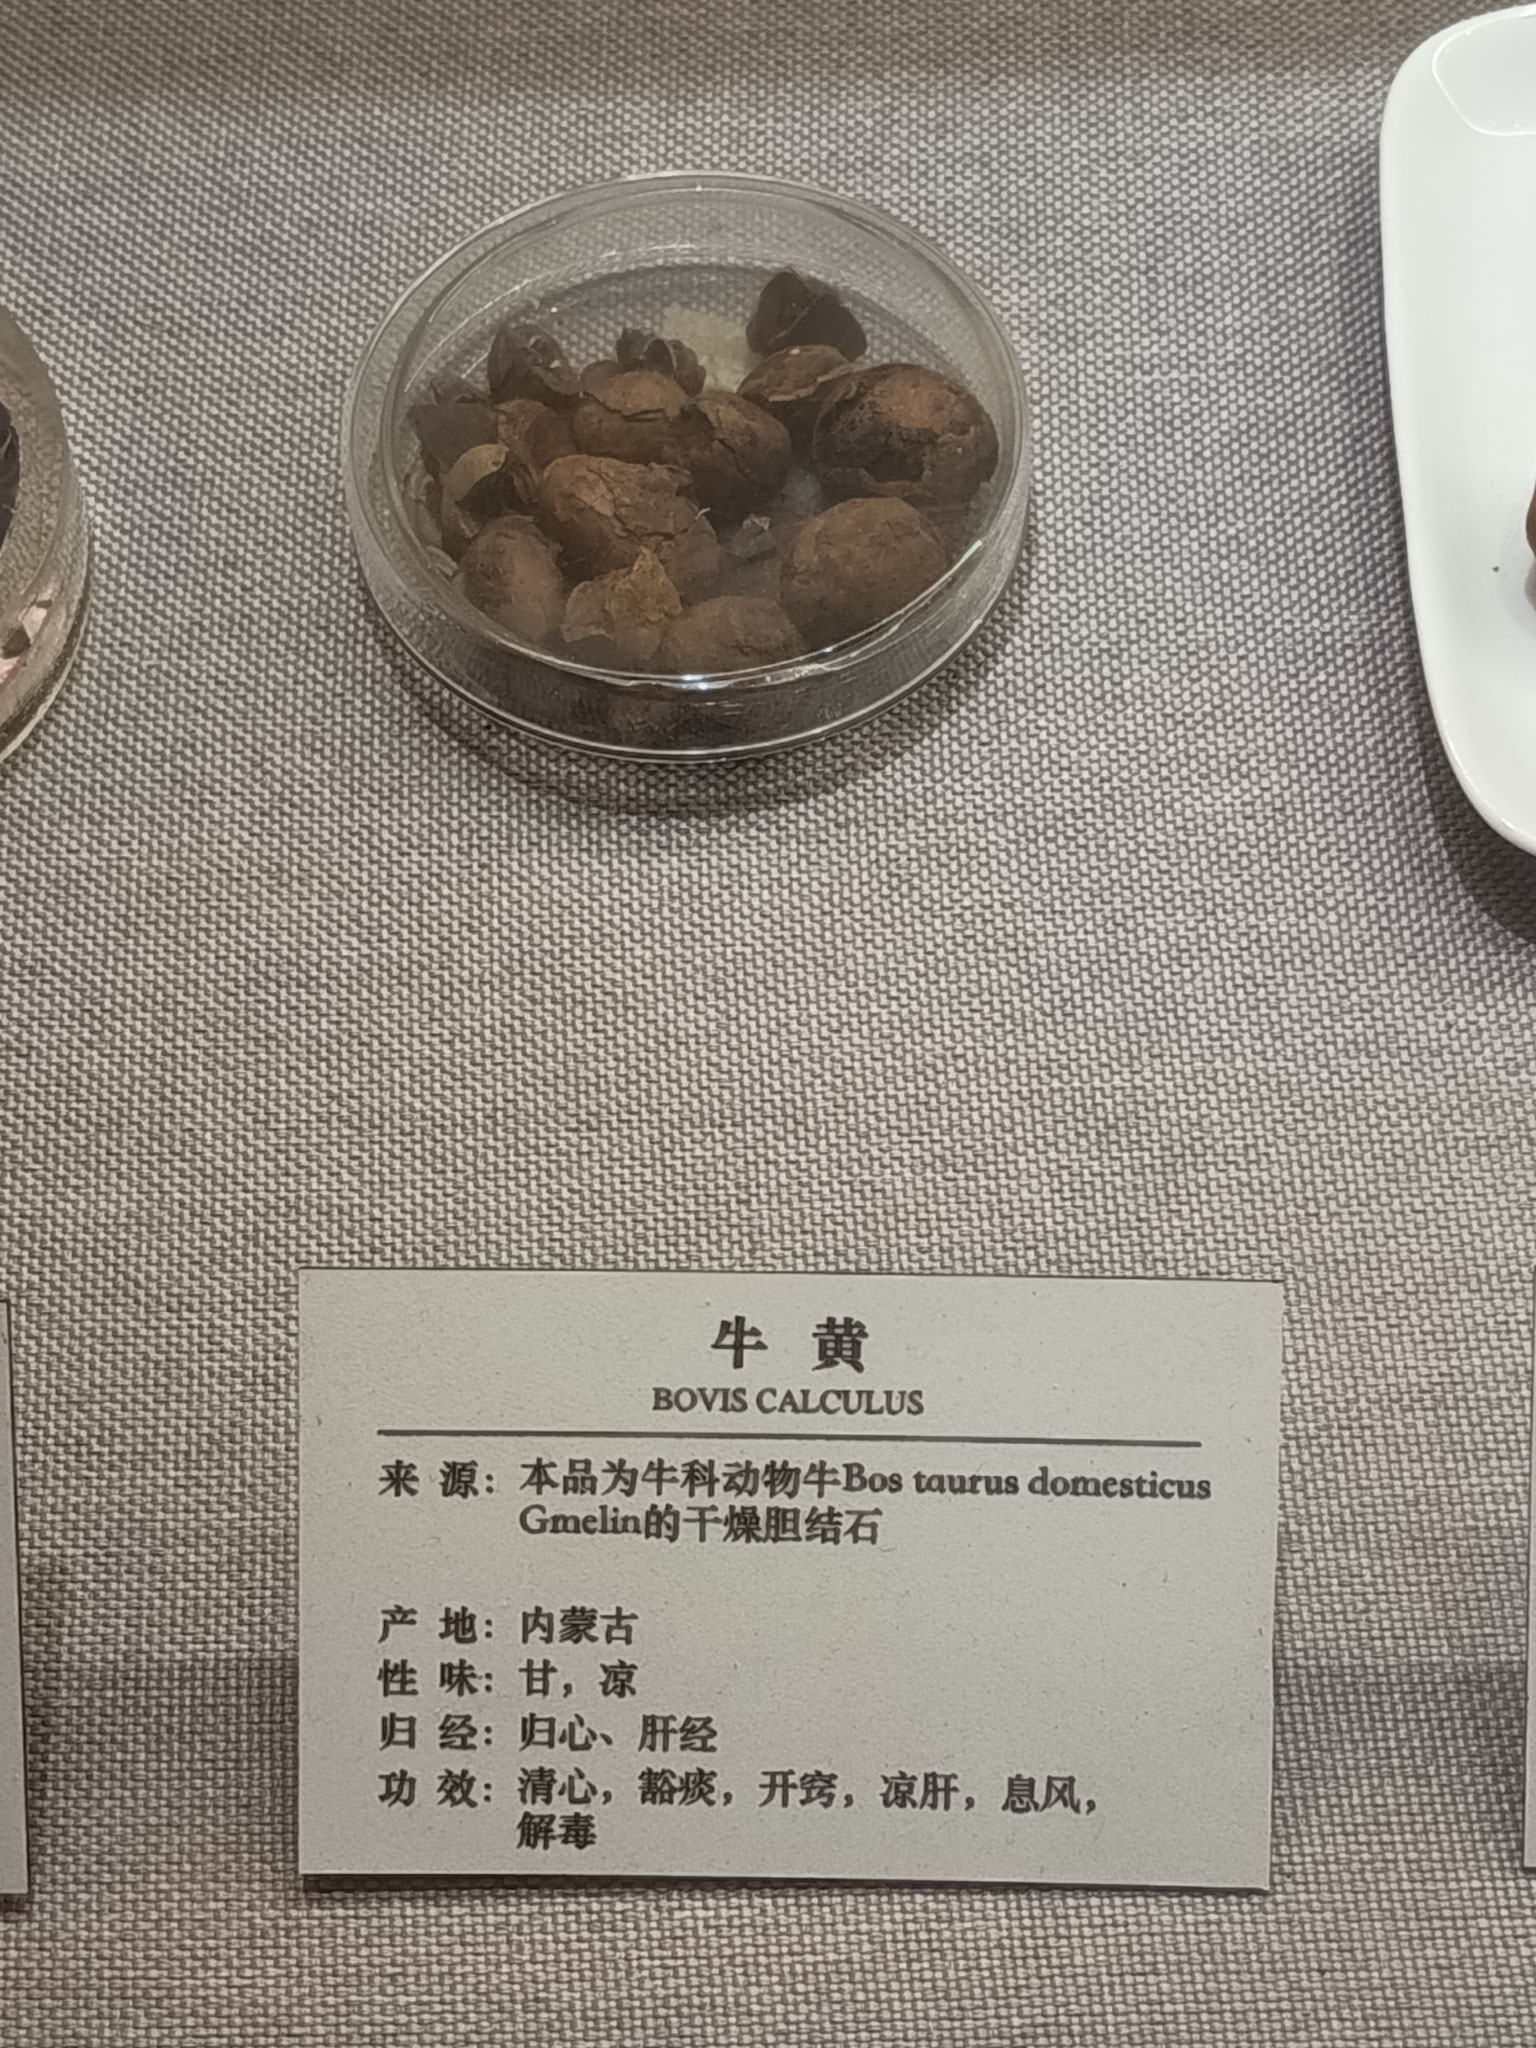 牛 黄
BOVIS CALCULUS
来 源：本品为牛科动物牛Bos taurus domesticus
Gmelin的干燥胆结石
产 地：内蒙古
性 味：甘，凉
归 经：归心、肝经
功 效：清心，豁痰，开窍，凉肝，息风，
解毒